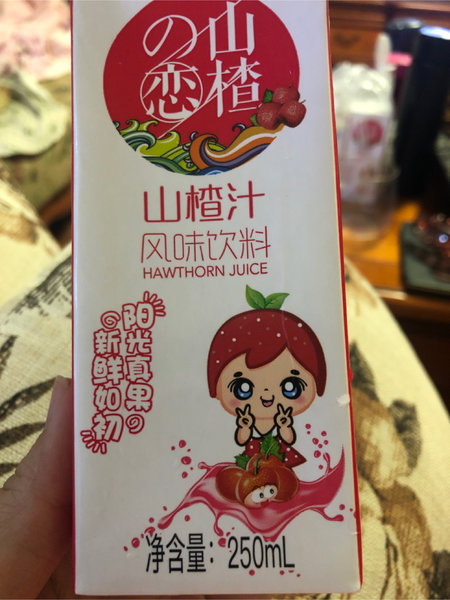 山楂
の恋
山楂汁
风味饮料
HAWTHORN JUICE
阳光真果
新鲜如初
净含量：250mL